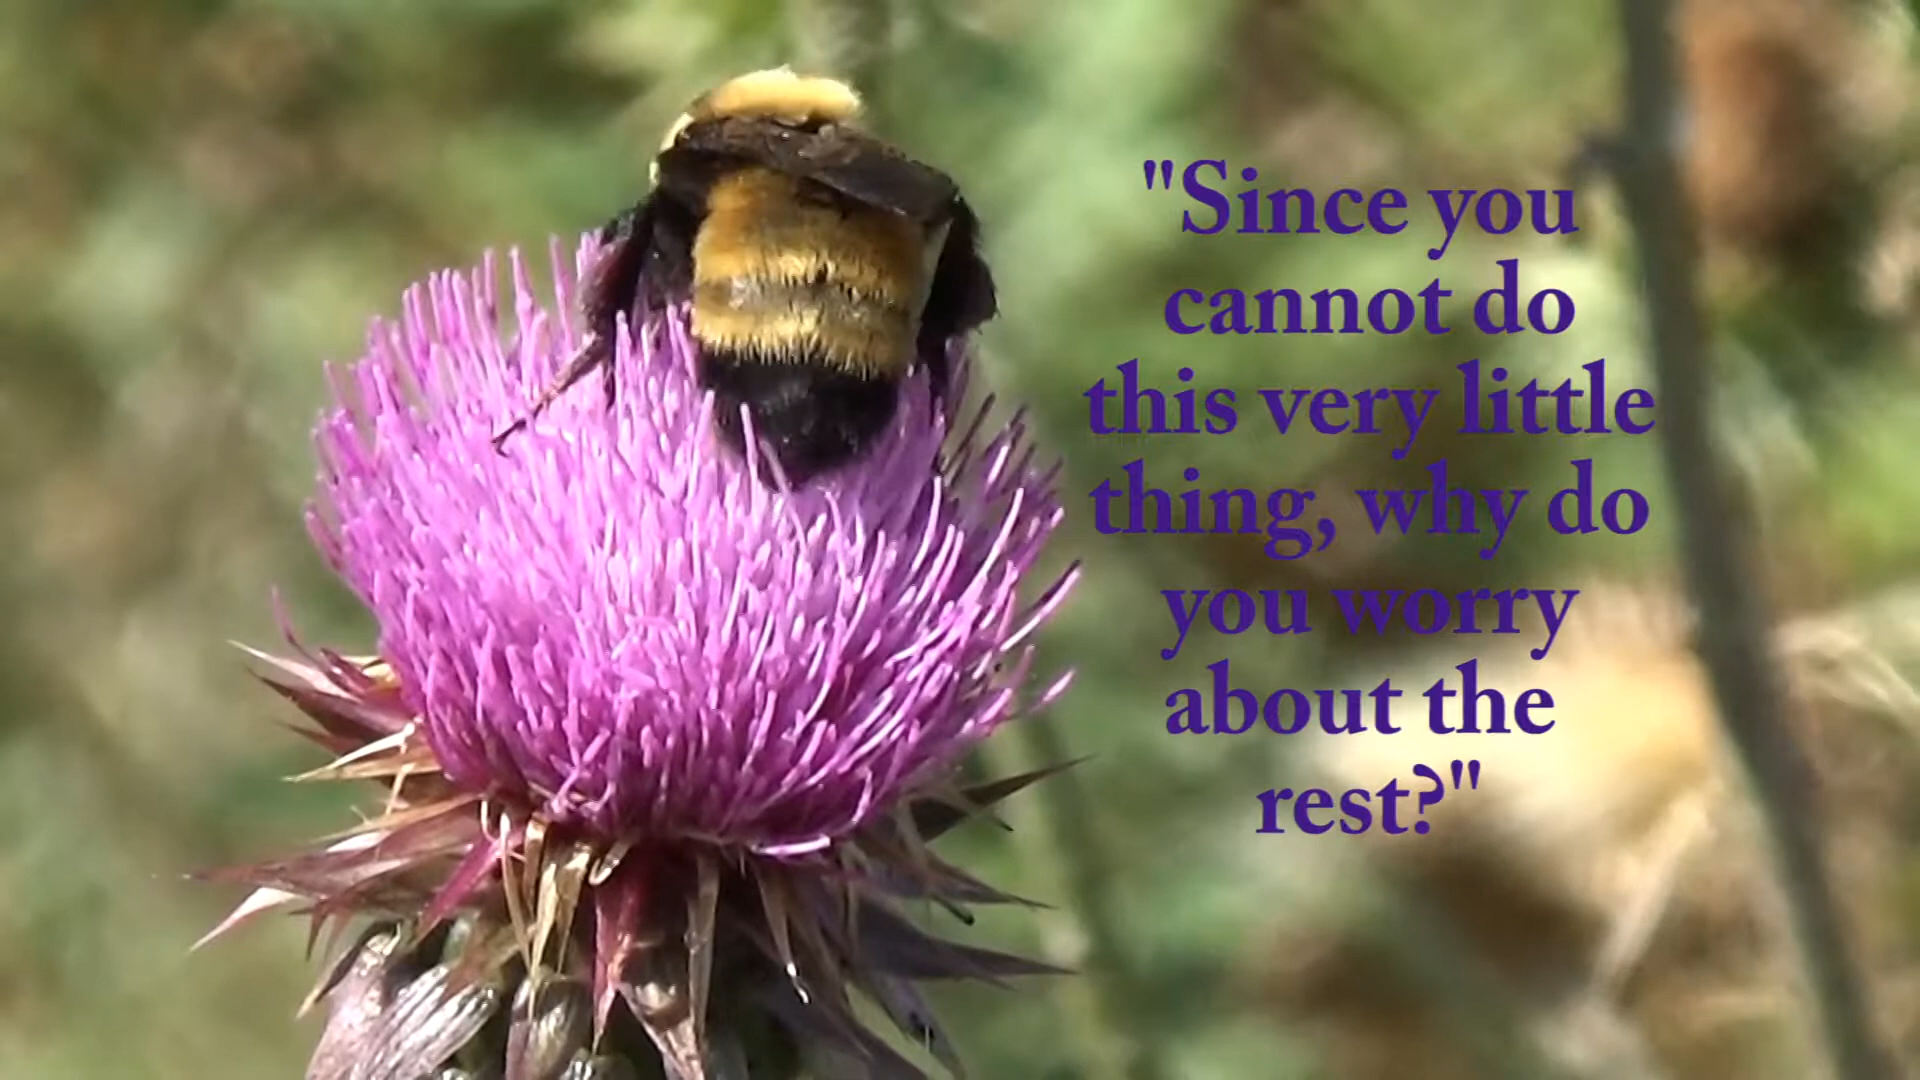 "Since you
cannot do
this very little
thing, why do
you worry
about the
rest?"